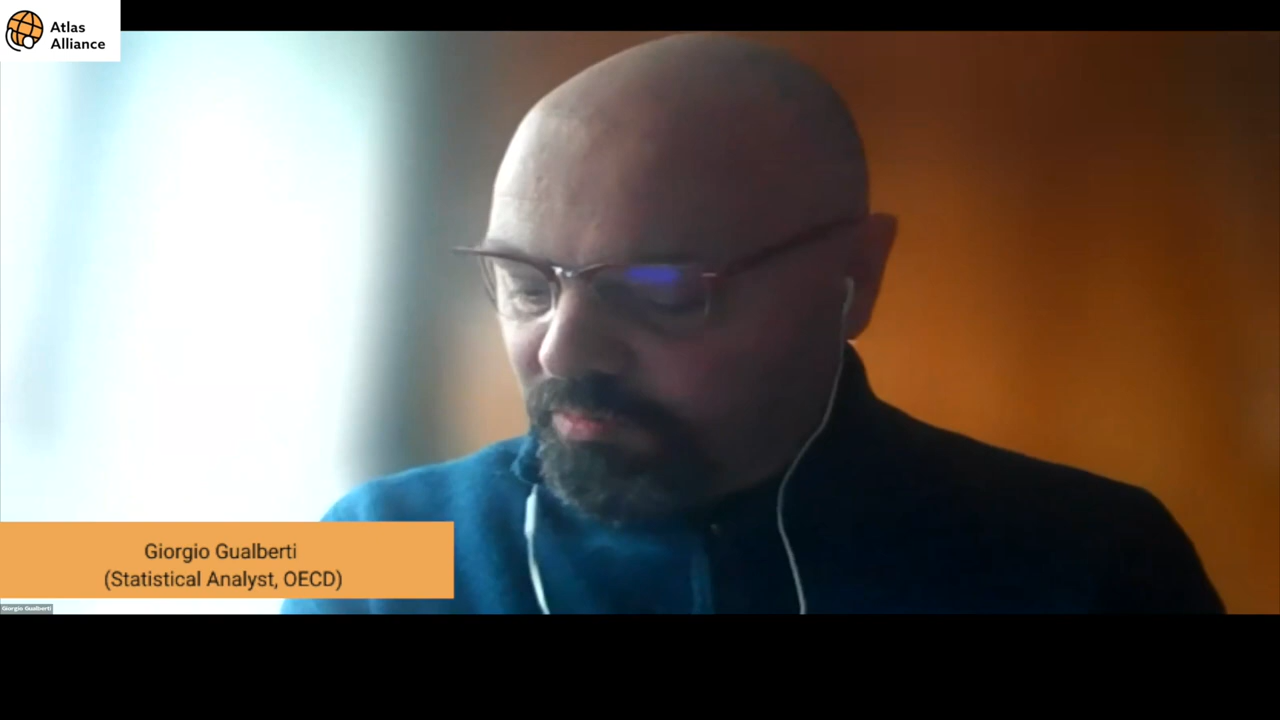 Atlas
Alliance
Giorgio Gualberti
(Statistical Analyst, OECD)
Giorgio Gualberti